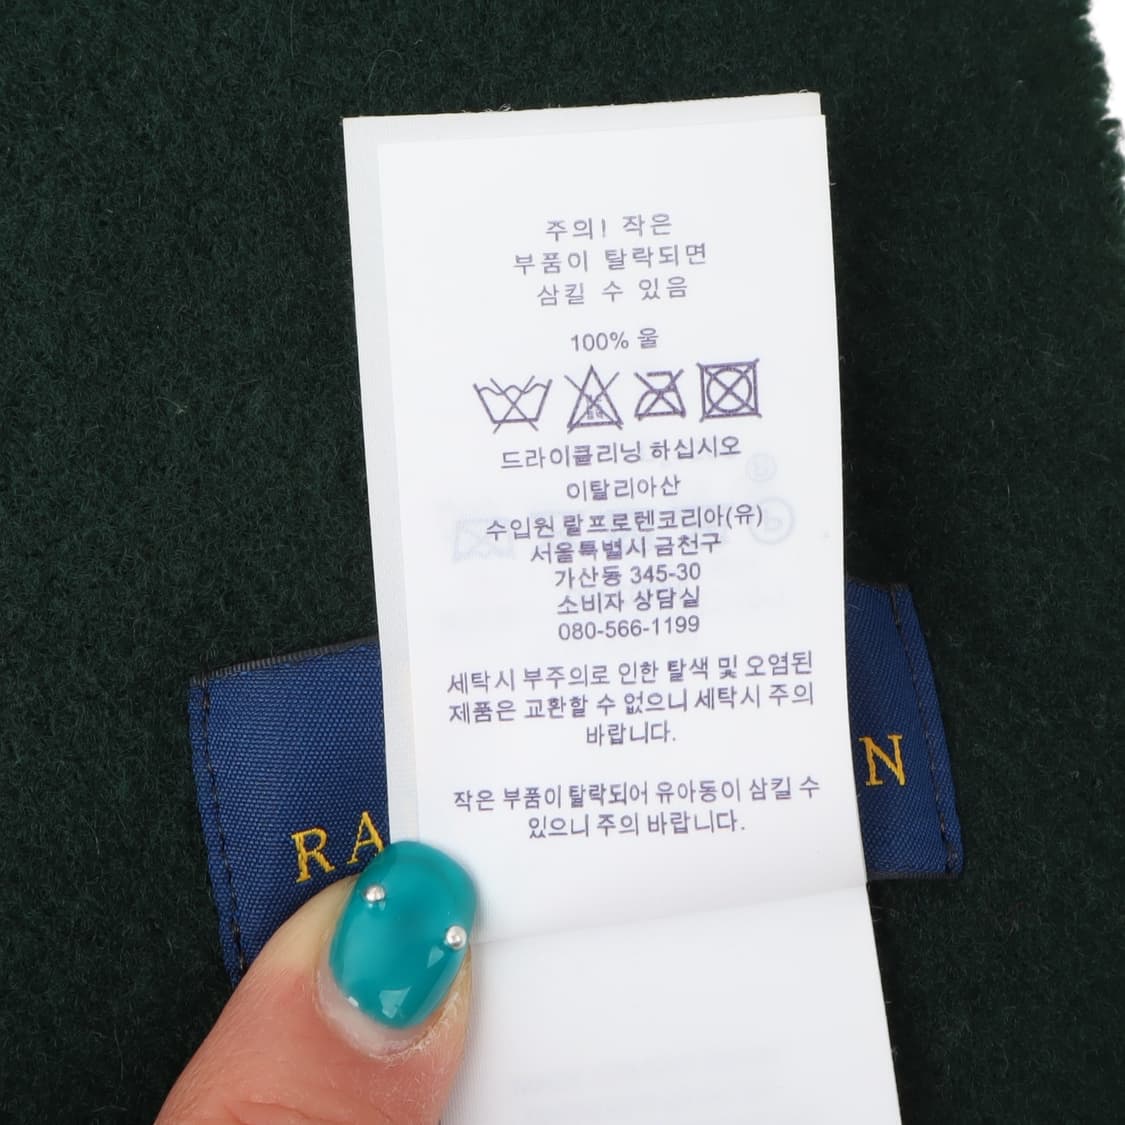 주의! 작은
부품이 탈락되면
삼킬 수 있음
100% 울
드라이클리닝 하십시오
이탈리아산
수입원 랄프로렌코리아(유)
서울특별시 금천구
가산동 345-30
소비자 상담실
080-566-1199
세탁시 부주의로 인한 탈색 및 오염된
제품은 교환할 수 없으니 세탁시 주의
바랍니다.
작은 부품이 탈락되어 유아동이 삼킬 수
있으니 주의 바랍니다.
RA
N